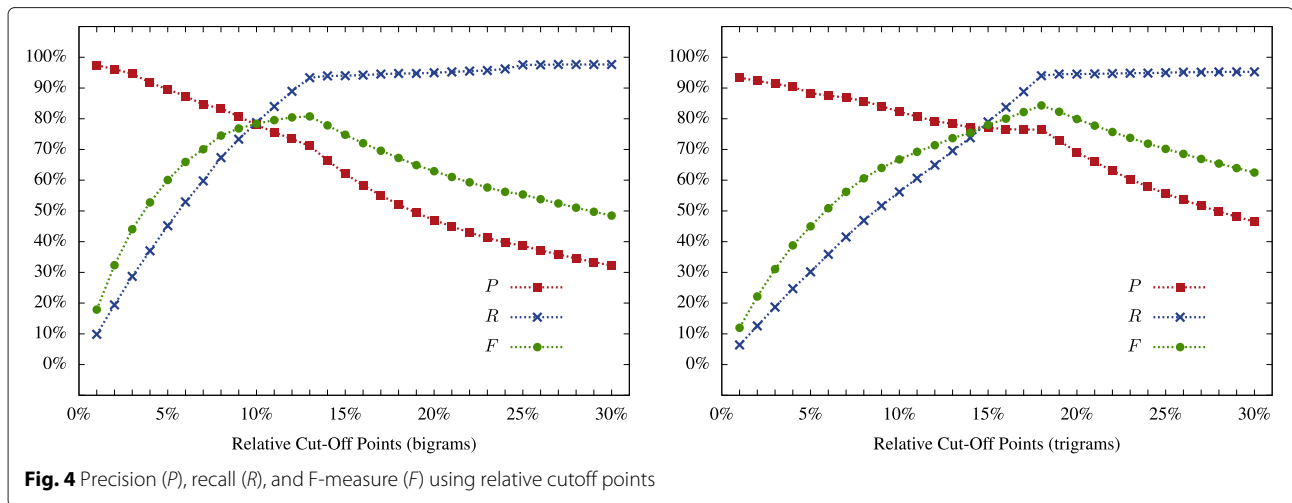 100%
90%
80%
70%
60%
50%
40%
30%
20%
10%
0%
P
R
F
0% 5% 10% 15% 20% 25% 30%
Relative Cut-Off Points (bigrams)
100%
90%
80%
70%
60%
50%
40%
30%
20%
10%
0%
P
R
F
0% 5% 10% 15% 20% 25% 30%
Relative Cut-Off Points (trigrams)
Fig. 4 Precision (P), recall (R), and F-measure (F) using relative cutoff points